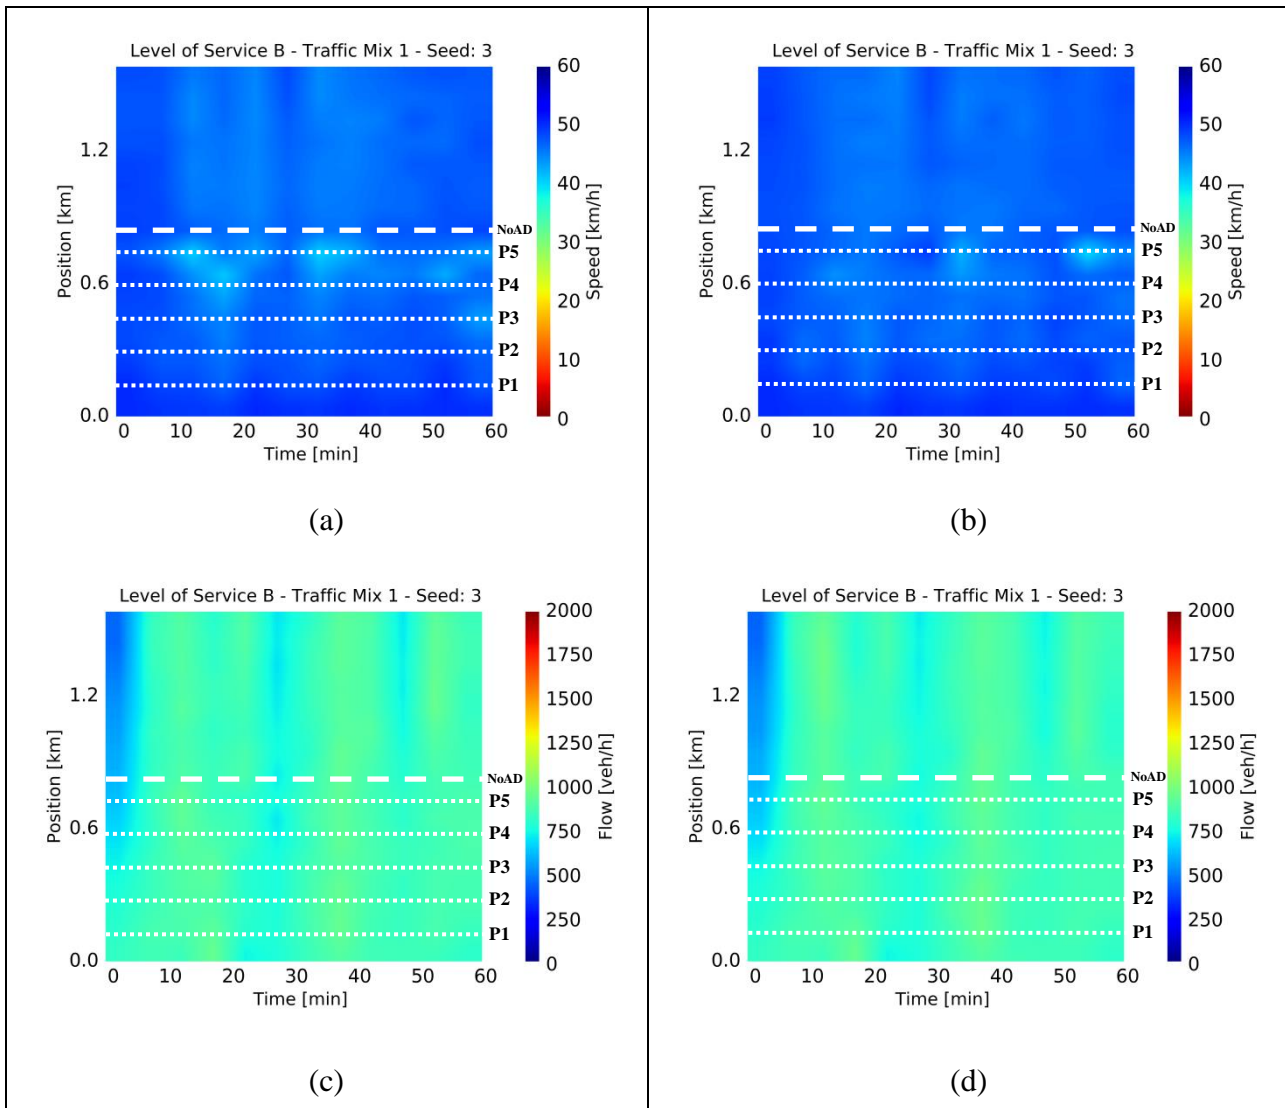 Level of Service B - Traffic Mix 1 - Seed: 3
Position [km]
1.2
0.6
0.0
0 10 20 30 40 50 60
Time [min]
NoAD
P5
P4
P3
P2
P1
60
50
40
30
20
10
0
Speed [km/h]
(a)
Level of Service B - Traffic Mix 1 - Seed: 3
Position [km]
1.2
0.6
0.0
0 10 20 30 40 50 60
Time [min]
NoAD
P5
P4
P3
P2
P1
60
50
40
30
20
10
0
Speed [km/h]
(b)
Level of Service B - Traffic Mix 1 - Seed: 3
Position [km]
1.2
0.6
0.0
0 10 20 30 40 50 60
Time [min]
NoAD
P5
P4
P3
P2
P1
2000
1750
1500
1250
1000
750
500
250
0
Flow [veh/h]
(c)
Level of Service B - Traffic Mix 1 - Seed: 3
Position [km]
1.2
0.6
0.0
0 10 20 30 40 50 60
Time [min]
NoAD
P5
P4
P3
P2
P1
2000
1750
1500
1250
1000
750
500
250
0
Flow [veh/h]
(d)